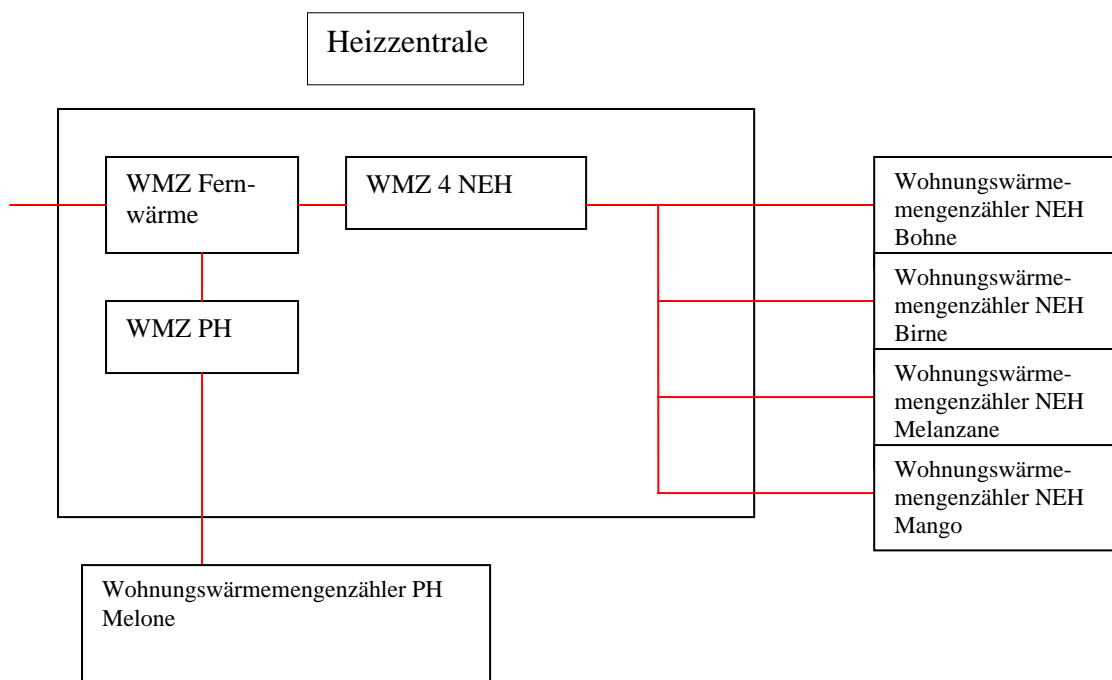 Heizzentrale
WMZ Fern-
wärme
WMZ 4 NEH
WMZ PH
Wohnungswärme-
mengenzähler NEH
Bohne
Wohnungswärme-
mengenzähler NEH
Birne
Wohnungswärme-
mengenzähler NEH
Melanzane
Wohnungswärme-
mengenzähler NEH
Mango
Wohnungswärmemengenzähler PH
Melone